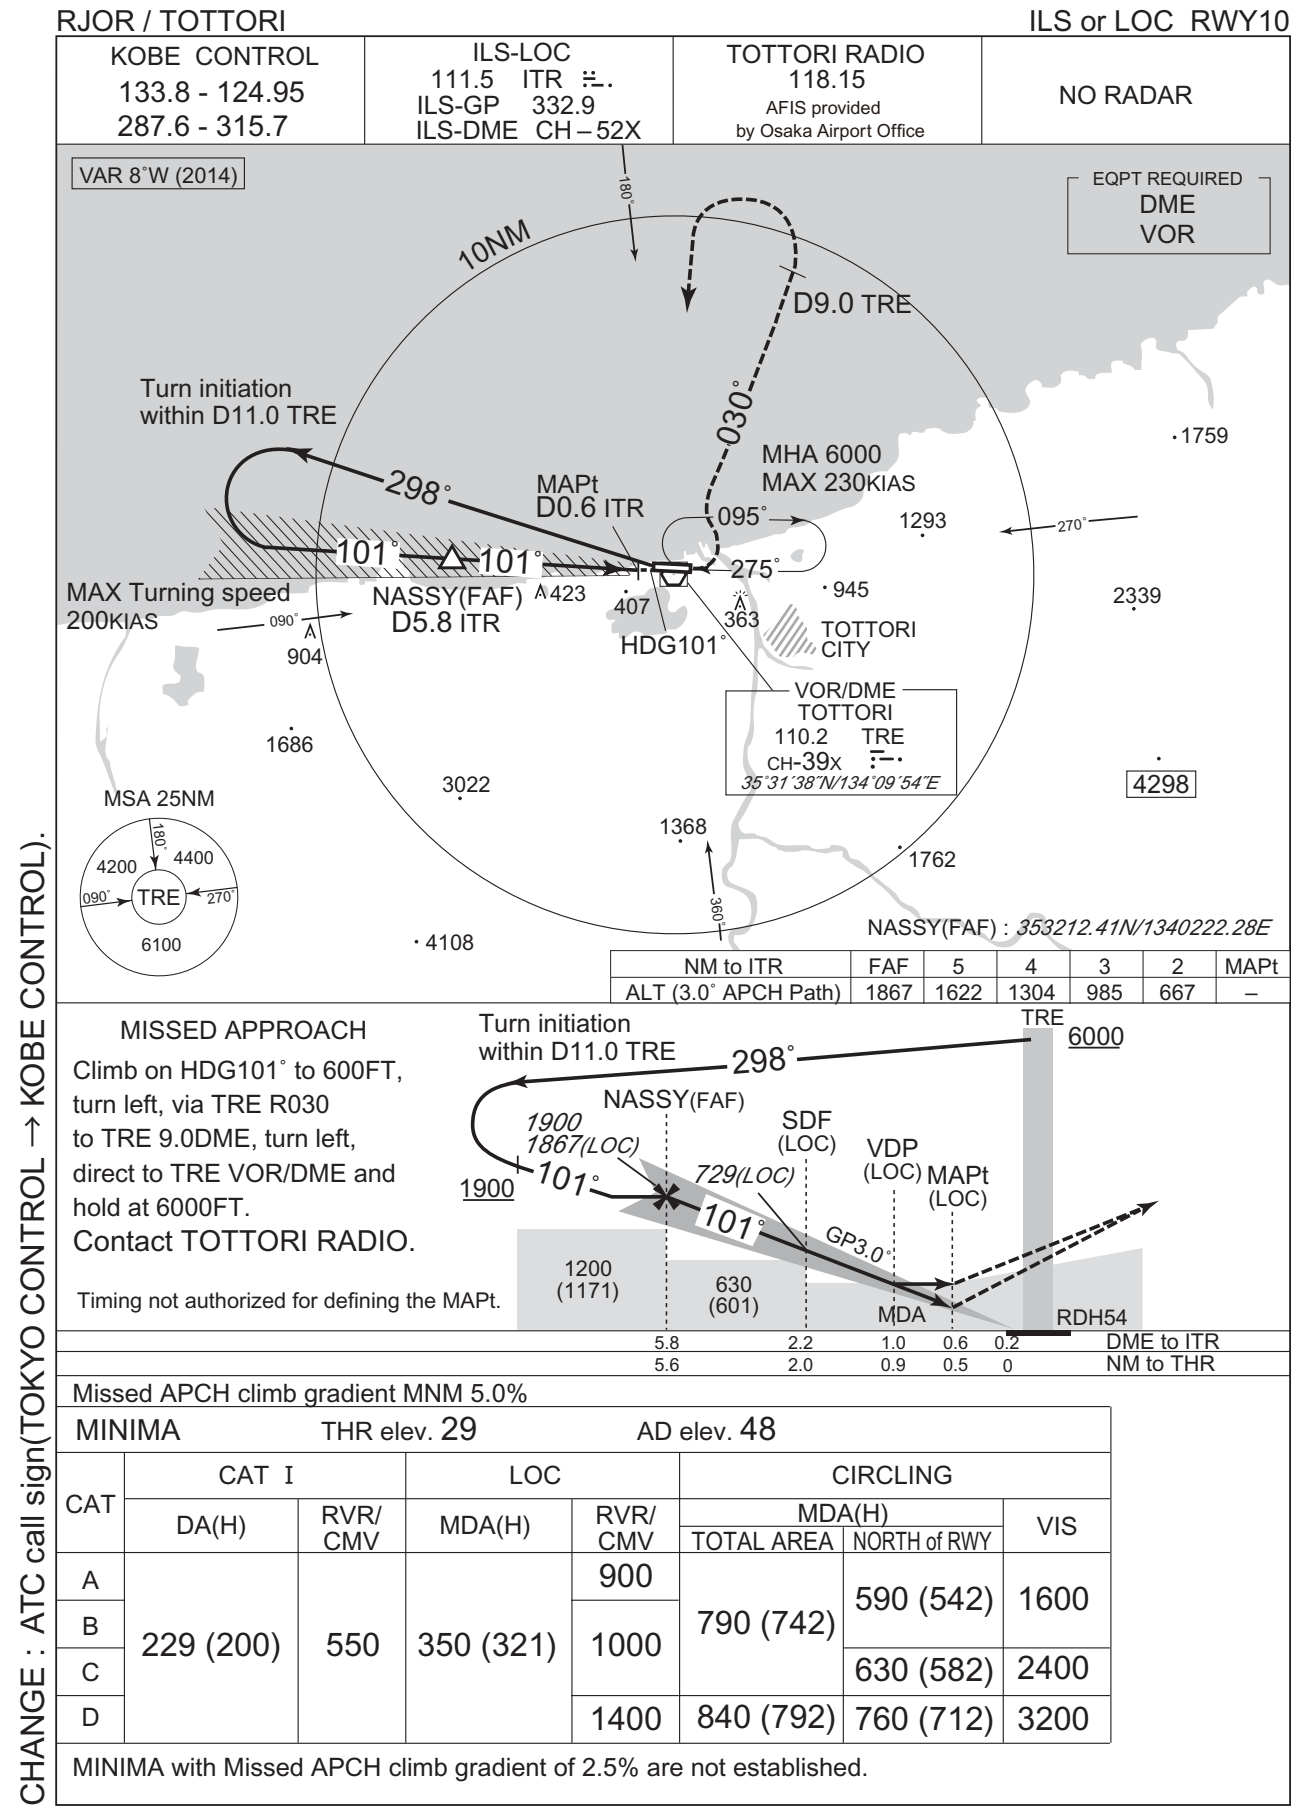 RJOR / TOTTORI
ILS or LOC RWY10
KOBE CONTROL
133.8 - 124.95
287.6 - 315.7
ILS-LOC
111.5 ITR
ILS-GP 332.9
ILS-DME CH – 52X
TOTTORI RADIO
118.15
AFIS provided
by Osaka Airport Office
NO RADAR
VAR 8˚W (2014)
EQPT REQUIRED
DME
VOR
180˚
10NM
D9.0 TRE
Turn initiation
within D11.0 TRE
030˚
1759
298˚
MAPt
D0.6 ITR
MHA 6000
MAX 230KIAS
095˚
1293
270˚
101˚
101˚
275˚
MAX Turning speed
200KIAS
NASSY(FAF)
D5.8 ITR
423
407
945
2339
090˚
363
904
HDG101˚
TOTTORI
CITY
VOR/DME
TOTTORI
110.2 TRE
CH-39X
35˚31´38˝N/134˚09´54˝E
1686
3022
4298
MSA 25NM
180˚
4200
4400
090˚
TRE
270˚
6100
1368
1762
360˚
4108
NASSY(FAF) : 353212.41N/1340222.28E
NM to ITR FAF 5 4 3 2 MAPt
ALT (3.0˚ APCH Path) 1867 1622 1304 985 667 –
MISSED APPROACH
Climb on HDG101˚ to 600FT,
turn left, via TRE R030
to TRE 9.0DME, turn left,
direct to TRE VOR/DME and
hold at 6000FT.
Contact TOTTORI RADIO.
Timing not authorized for defining the MAPt.
Turn initiation
within D11.0 TRE
298˚
TRE
6000
NASSY(FAF)
1900
1867(LOC)
SDF
(LOC)
VDP
(LOC)
MAPt
(LOC)
729(LOC)
1900
101˚
101˚
GP3.0˚
1200
(1171)
630
(601)
MDA
RDH54
5.8 2.2 1.0 0.6 0.2 DME to ITR
5.6 2.0 0.9 0.5 0 NM to THR
Missed APCH climb gradient MNM 5.0%
MINIMA THR elev. 29 AD elev. 48
CAT
CAT I
LOC
CIRCLING
DA(H)
RVR/
CMV
MDA(H)
RVR/
CMV
MDA(H)
TOTAL AREA
NORTH of RWY
VIS
A
B
C
D
229 (200)
550
350 (321)
900
1000
1400
790 (742)
840 (792)
590 (542)
630 (582)
760 (712)
1600
2400
3200
MINIMA with Missed APCH climb gradient of 2.5% are not established.
CHANGE : ATC call sign(TOKYO CONTROL → KOBE CONTROL).